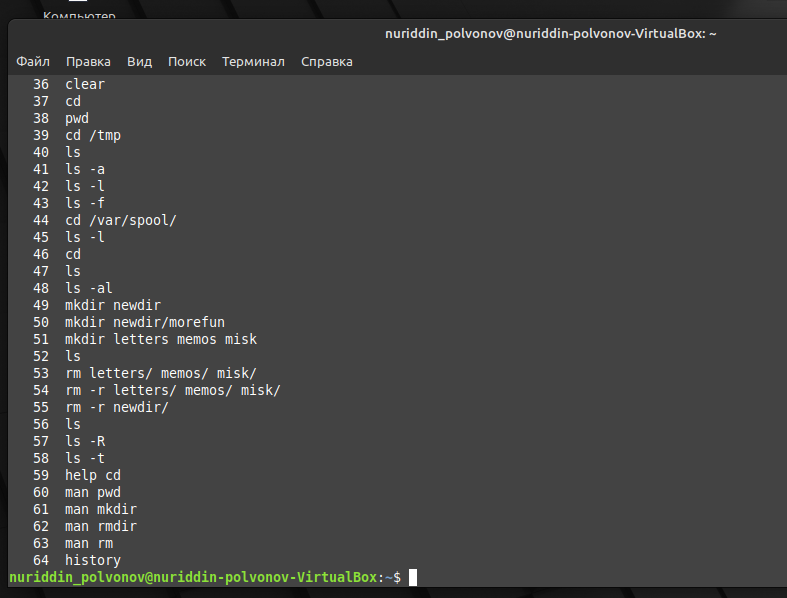 Компьютер
nuriddin_polvonov@nuriddin-polvonov-VirtualBox: ~
Файл Правка Вид Поиск Терминал Справка
36 clear
37 cd
38 pwd
39 cd /tmp
40 ls
41 ls -a
42 ls -l
43 ls -f
44 cd /var/spool/
45 ls -l
46 cd
47 ls
48 ls -al
49 mkdir newdir
50 mkdir newdir/morefun
51 mkdir letters memos misk
52 ls
53 rm letters/ memos/ misk/
54 rm -r letters/ memos/ misk/
55 rm -r newdir/
56 ls
57 ls -R
58 ls -t
59 help cd
60 man pwd
61 man mkdir
62 man rmdir
63 man rm
64 history
nuriddin_polvonov@nuriddin-polvonov-VirtualBox:~$